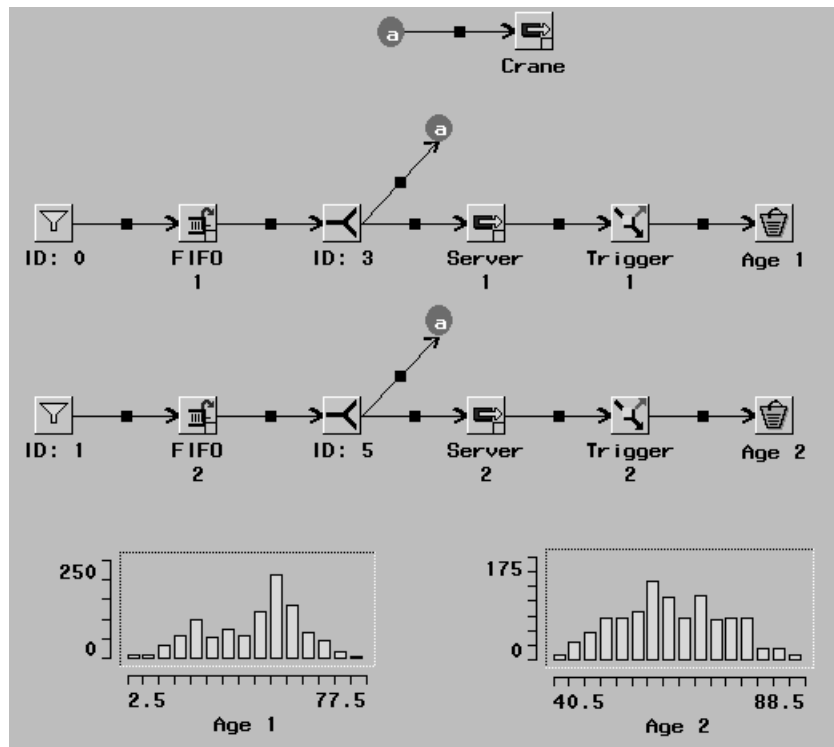 a
Crane
a
ID: 0
FIFO
1
ID: 3
Server
1
Trigger
1
Age 1
a
ID: 1
FIFO
2
ID: 5
Server
2
Trigger
2
Age 2
250
0
2.5 77.5
Age 1
175
0
40.5 88.5
Age 2